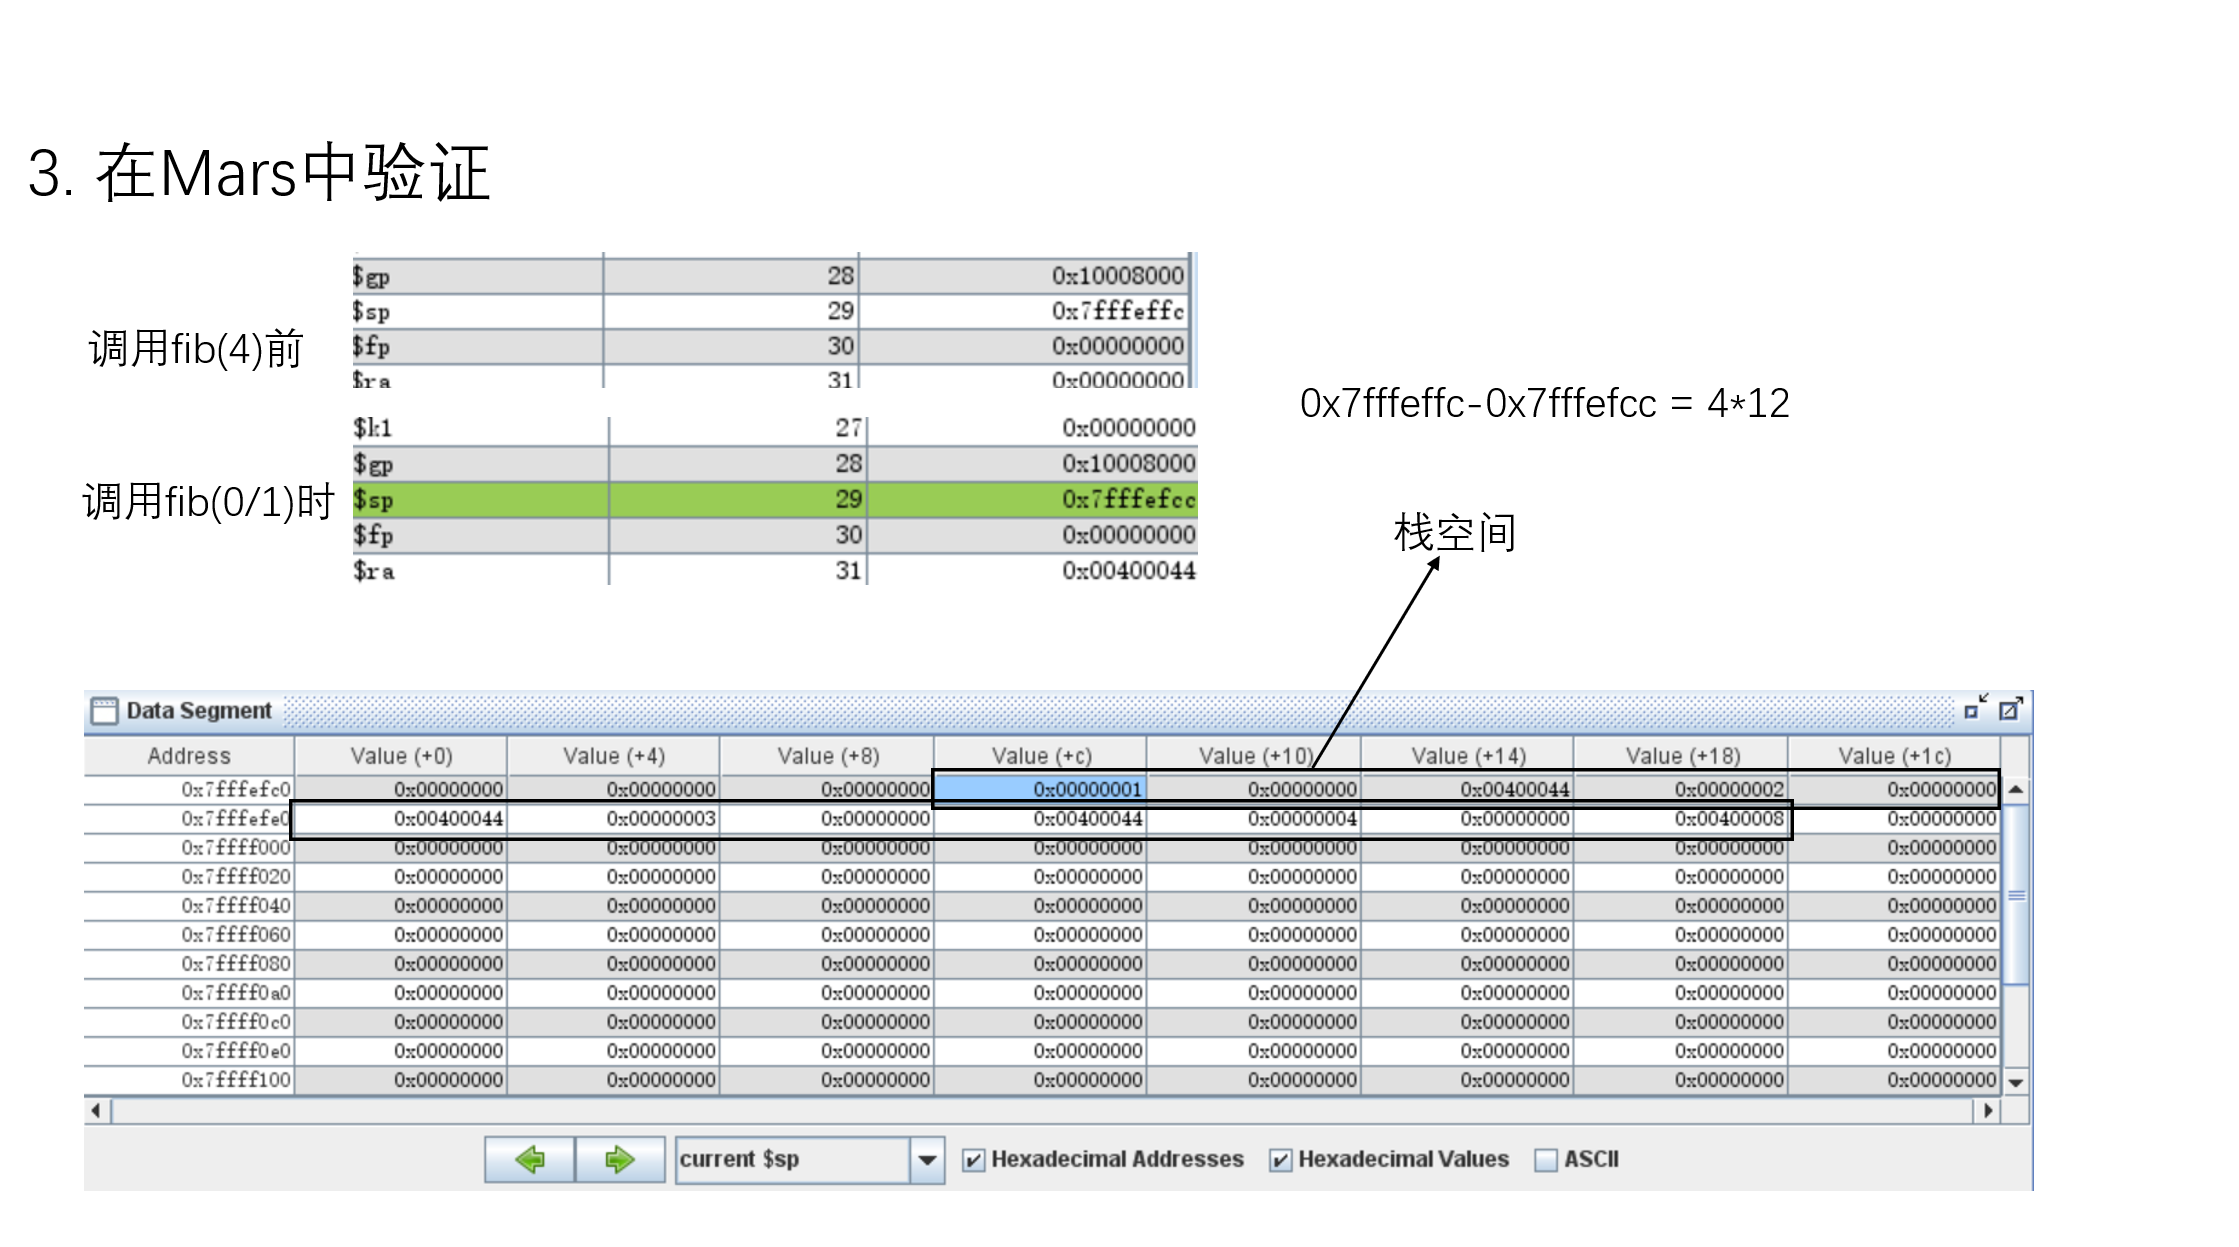 3. 在Mars中验证
$gp 28 0x10008000
$sp 29 0x7fffeffc
调用fib(4)前
$fp 30 0x00000000
$ra 31 0x00000000
0x7fffeffc-0x7fffefcc = 4*12
$k1 27 0x00000000
$gp 28 0x10008000
调用fib(0/1)时
$sp 29 0x7fffefcc
$fp 30 0x00000000
$ra 31 0x00400044
栈空间
Data Segment
Address Value (+0) Value (+4) Value (+8) Value (+c) Value (+10) Value (+14) Value (+18) Value (+1c)
0x7fffefc0 0x00000000 0x00000000 0x00000000 0x00000001 0x00000000 0x00400044 0x00000002 0x00000000
0x7fffefe0 0x00400044 0x00000003 0x00000000 0x00400044 0x00000004 0x00000000 0x00400008 0x00000000
0x7ffff000 0x00000000 0x00000000 0x00000000 0x00000000 0x00000000 0x00000000 0x00000000 0x00000000
0x7ffff020 0x00000000 0x00000000 0x00000000 0x00000000 0x00000000 0x00000000 0x00000000 0x00000000
0x7ffff040 0x00000000 0x00000000 0x00000000 0x00000000 0x00000000 0x00000000 0x00000000 0x00000000
0x7ffff060 0x00000000 0x00000000 0x00000000 0x00000000 0x00000000 0x00000000 0x00000000 0x00000000
0x7ffff080 0x00000000 0x00000000 0x00000000 0x00000000 0x00000000 0x00000000 0x00000000 0x00000000
0x7ffff0a0 0x00000000 0x00000000 0x00000000 0x00000000 0x00000000 0x00000000 0x00000000 0x00000000
0x7ffff0c0 0x00000000 0x00000000 0x00000000 0x00000000 0x00000000 0x00000000 0x00000000 0x00000000
0x7ffff0e0 0x00000000 0x00000000 0x00000000 0x00000000 0x00000000 0x00000000 0x00000000 0x00000000
0x7ffff100 0x00000000 0x00000000 0x00000000 0x00000000 0x00000000 0x00000000 0x00000000 0x00000000
current $sp Hexadecimal Addresses Hexadecimal Values ASCII